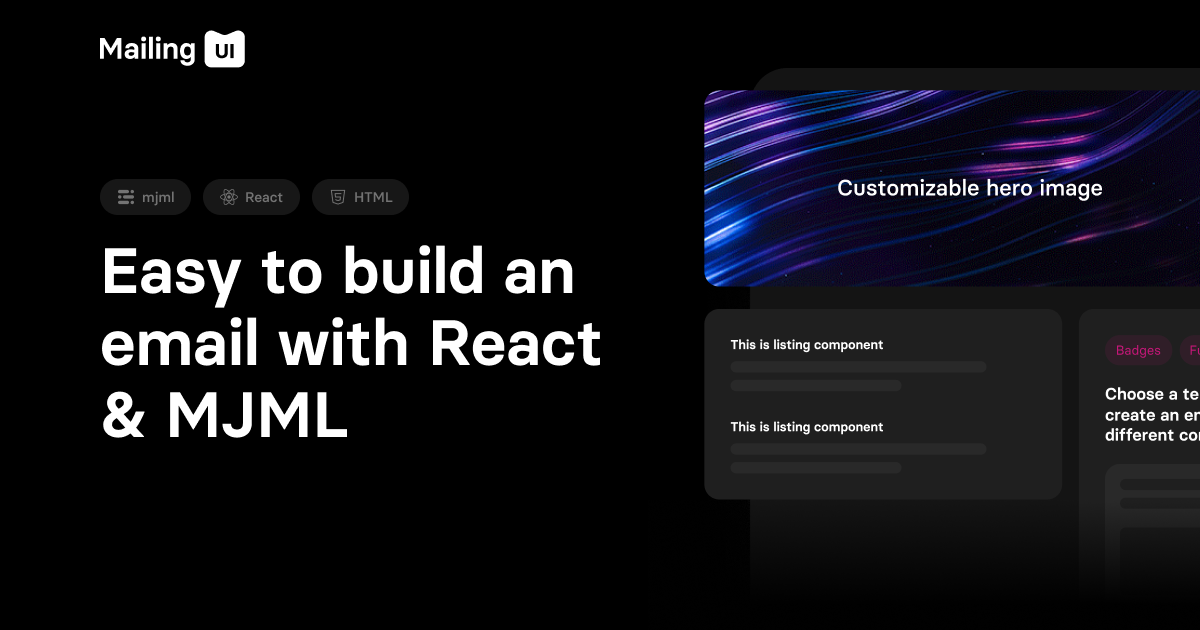 Mailing UI
mjml
React
HTML
Easy to build an
email with React
& MJML
Customizable hero image
This is listing component
This is listing component
Badges
Choose a te
create an en
different co